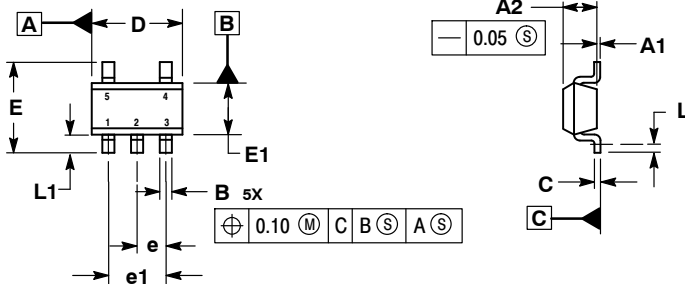 A2
A
D
B
— 0.05 Ⓢ
A1
E
5 4
1 2 3
E1
L
L1
B 5X
C
⌖ 0.10 Ⓜ C B Ⓢ A Ⓢ
C
e
e1